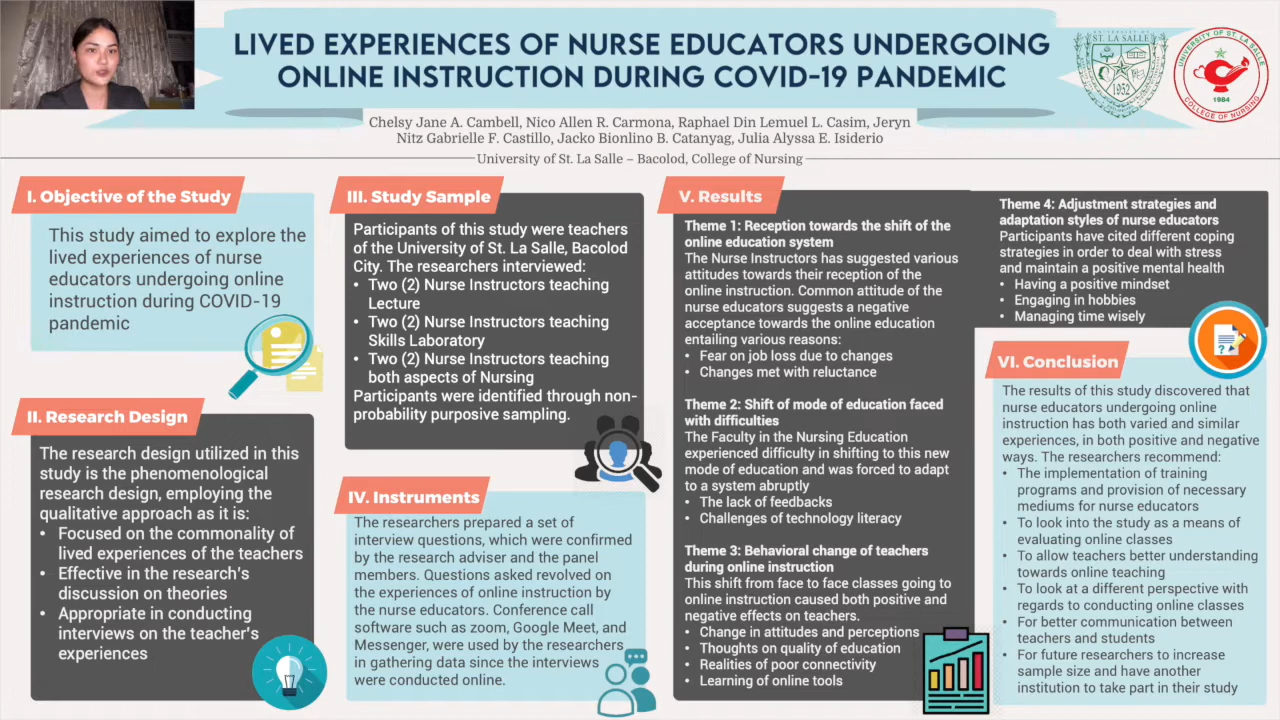 LIVED EXPERIENCES OF NURSE EDUCATORS UNDERGOING
ONLINE INSTRUCTION DURING COVID-19 PANDEMIC
ST. LA SALLE
1952
UNIVERSITY OF ST. LA SALLE
1984
COLLEGE OF NURSING
Chelsy Jane A. Cambell, Nico Allen R. Carmona, Raphael Din Lemuel L. Casim, Jeryn
Nitz Gabrielle F. Castillo, Jacko Bionlino B. Catanyag, Julia Alyssa E. Isiderio
University of St. La Salle – Bacolod, College of Nursing
I. Objective of the Study
This study aimed to explore the
lived experiences of nurse
educators undergoing online
instruction during COVID-19
pandemic
II. Research Design
The research design utilized in this
study is the phenomenological
research design, employing the
qualitative approach as it is:
• Focused on the commonality of
lived experiences of the teachers
• Effective in the research's
discussion on theories
• Appropriate in conducting
interviews on the teacher's
experiences
III. Study Sample
Participants of this study were teachers
of the University of St. La Salle, Bacolod
City. The researchers interviewed:
• Two (2) Nurse Instructors teaching
Lecture
• Two (2) Nurse Instructors teaching
Skills Laboratory
• Two (2) Nurse Instructors teaching
both aspects of Nursing
Participants were identified through non-
probability purposive sampling.
IV. Instruments
The researchers prepared a set of
interview questions, which were confirmed
by the research adviser and the panel
members. Questions asked revolved on
the experiences of online instruction by
the nurse educators. Conference call
software such as zoom, Google Meet, and
Messenger, were used by the researchers
in gathering data since the interviews
were conducted online.
V. Results
Theme 1: Reception towards the shift of the
online education system
The Nurse Instructors has suggested various
attitudes towards their reception of the
online instruction. Common attitude of the
nurse educators suggests a negative
acceptance towards the online education
entailing various reasons:
• Fear on job loss due to changes
• Changes met with reluctance
Theme 2: Shift of mode of education faced
with difficulties
The Faculty in the Nursing Education
experienced difficulty in shifting to this new
mode of education and was forced to adapt
to a system abruptly
• The lack of feedbacks
• Challenges of technology literacy
Theme 3: Behavioral change of teachers
during online instruction
This shift from face to face classes going to
online instruction caused both positive and
negative effects on teachers.
• Change in attitudes and perceptions
• Thoughts on quality of education
• Realities of poor connectivity
• Learning of online tools
Theme 4: Adjustment strategies and
adaptation styles of nurse educators
Participants have cited different coping
strategies in order to deal with stress
and maintain a positive mental health
• Having a positive mindset
• Engaging in hobbies
• Managing time wisely
VI. Conclusion
The results of this study discovered that
nurse educators undergoing online
instruction has both varied and similar
experiences, in both positive and negative
ways. The researchers recommend:
• The implementation of training
programs and provision of necessary
mediums for nurse educators
• To look into the study as a means of
evaluating online classes
• To allow teachers better understanding
towards online teaching
• To look at a different perspective with
regards to conducting online classes
• For better communication between
teachers and students
• For future researchers to increase
sample size and have another
institution to take part in their study